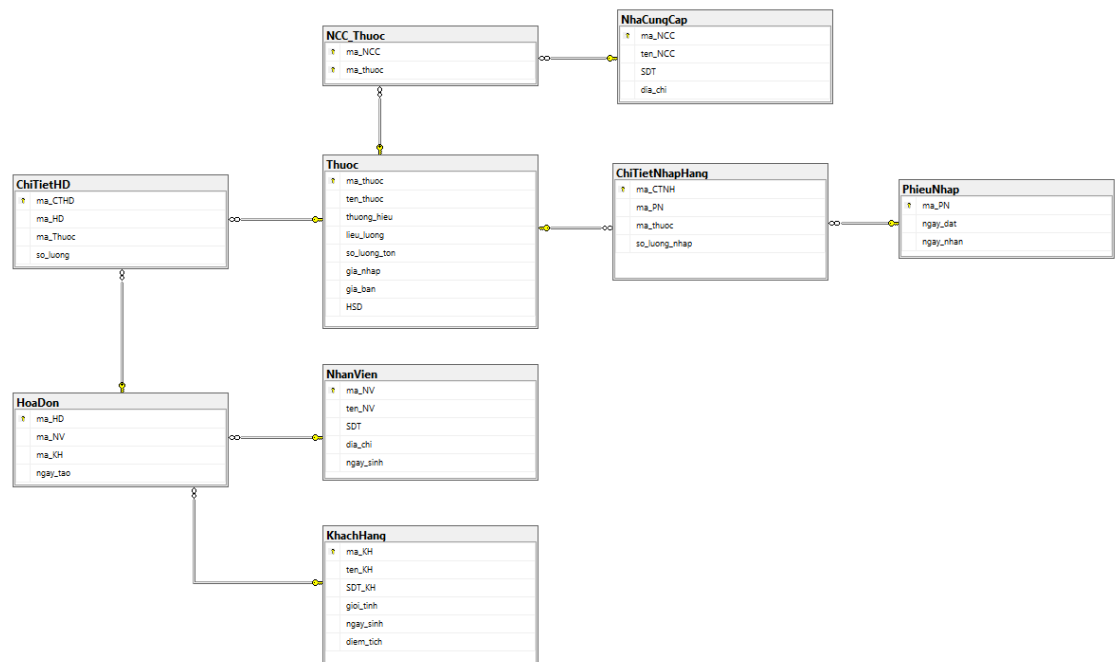 NCC_Thuoc
ma_NCC
ma_thuoc
NhaCungCap
ma_NCC
ten_NCC
SDT
dia_chi
ChiTietHD
ma_CTHD
ma_HD
ma_Thuoc
so_luong
Thuoc
ma_thuoc
ten_thuoc
thuong_hieu
lieu_luong
so_luong_ton
gia_nhap
gia_ban
HSD
ChiTietNhapHang
ma_CTNH
ma_PN
ma_thuoc
so_luong_nhap
PhieuNhap
ma_PN
ngay_dat
ngay_nhan
HoaDon
ma_HD
ma_NV
ma_KH
ngay_tao
NhanVien
ma_NV
ten_NV
SDT
dia_chi
ngay_sinh
KhachHang
ma_KH
ten_KH
SDT_KH
gioi_tinh
ngay_sinh
diem_tich